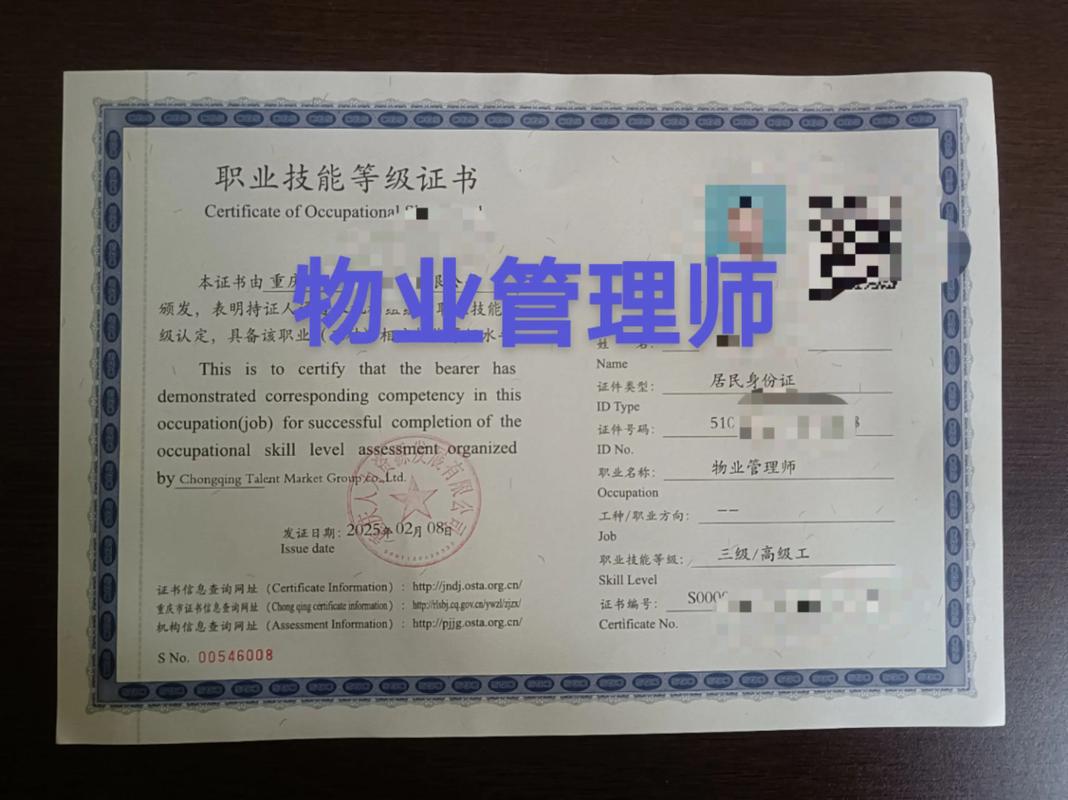 职业技能等级证书
Certificate of Occupational
本证书由重庆
颁发，表明持证人
级认定，具备该职业（
物业管理师
This is to certify that the bearer has
demonstrated corresponding competency in this
occupation(job) for successful completion of the
occupational skill level assessment organized
by Chongqing Talent Market Group co.,Ltd.
发证日期：2025年02月08日
Issue date
证书信息查询网址 （Certificate Information）: http://jndj.osta.org.cn/
重庆市证书信息查询网址 （Chong qing certificate information）: http://rlsbj.cq.gov.cn/ywzl/zjzx/
机构信息查询网址 （Assessment Information）: http://pjjg.osta.org.cn/
S No. 00546008
姓 名：
Name
证件类型： 居民身份证
ID Type
证件号码： 510
ID No.
职业名称： 物业管理师
Occupation
工种/职业方向： --
Job
职业技能等级： 三级/高级工
Skill Level
证书编号： S000
Certificate No.